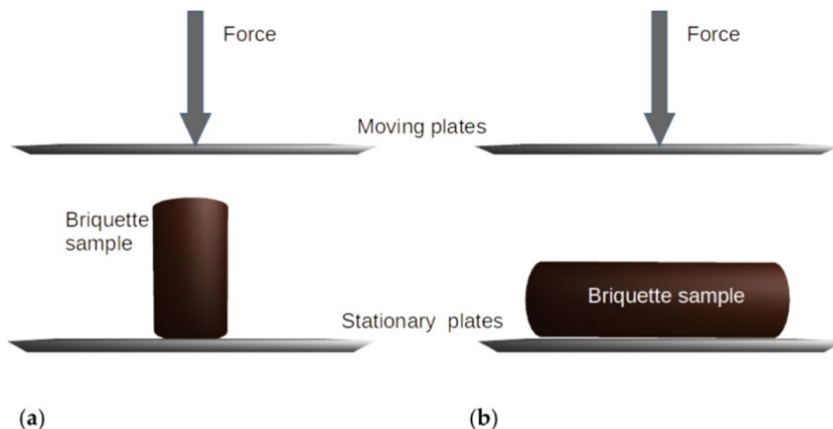 Force
Force
Moving plates
Briquette
sample
Briquette sample
Stationary plates
(a)
(b)